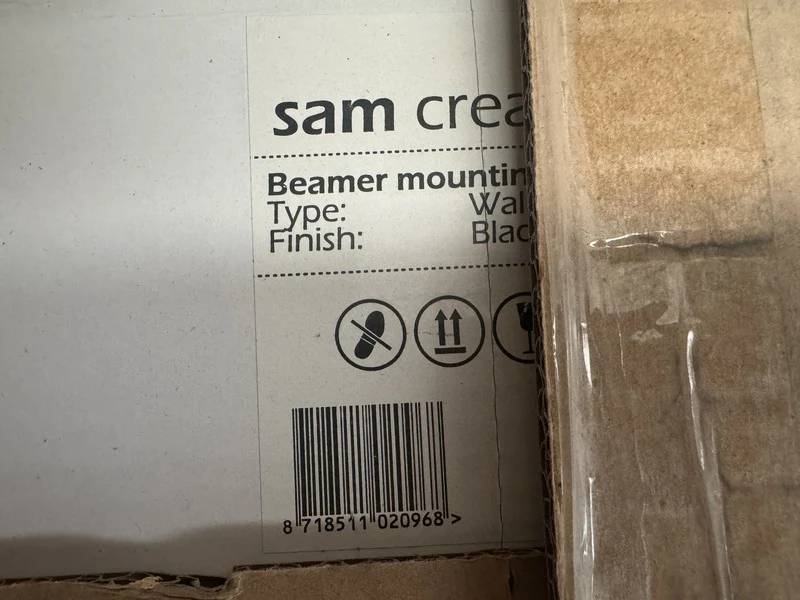 sam crea
Beamer mountin
Type: Wal
Finish: Blac
8 718511 020968 >